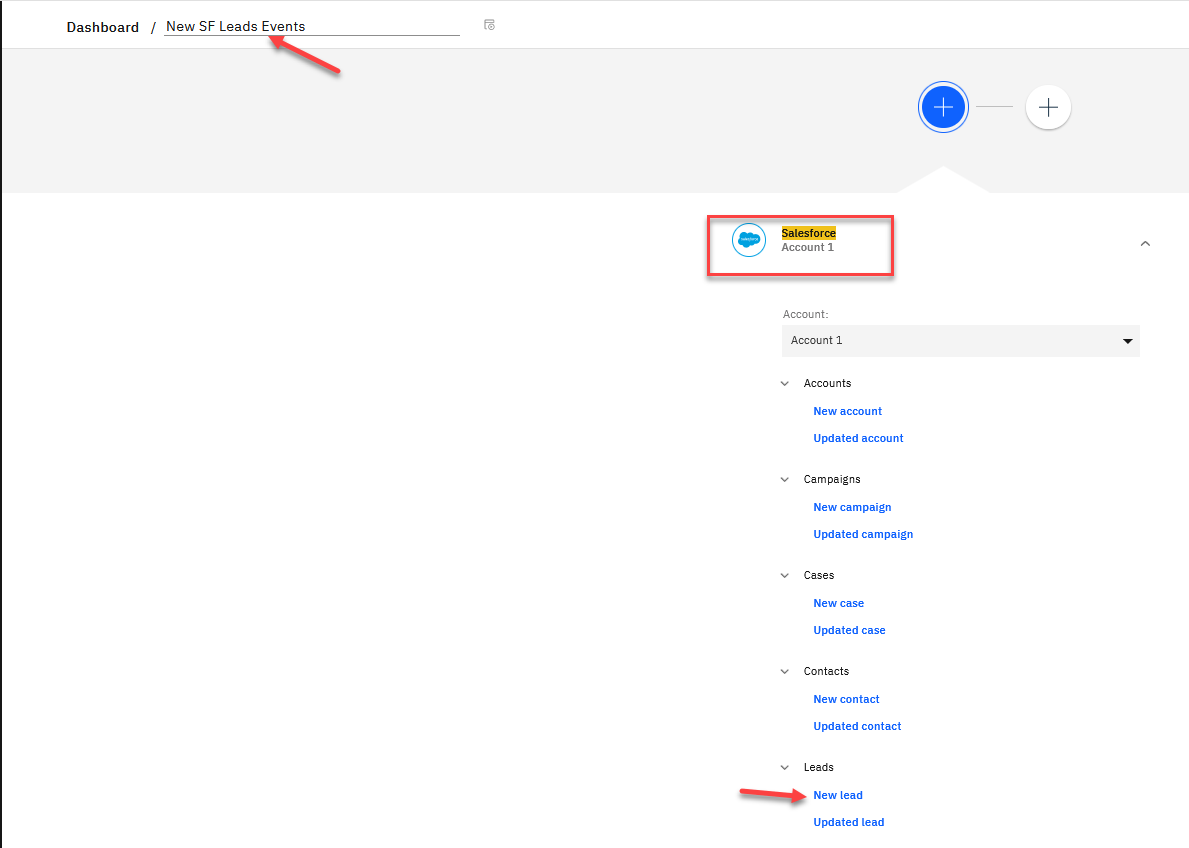 Dashboard / New SF Leads Events
Salesforce
Account 1
Account:
Account 1
Accounts
New account
Updated account
Campaigns
New campaign
Updated campaign
Cases
New case
Updated case
Contacts
New contact
Updated contact
Leads
New lead
Updated lead